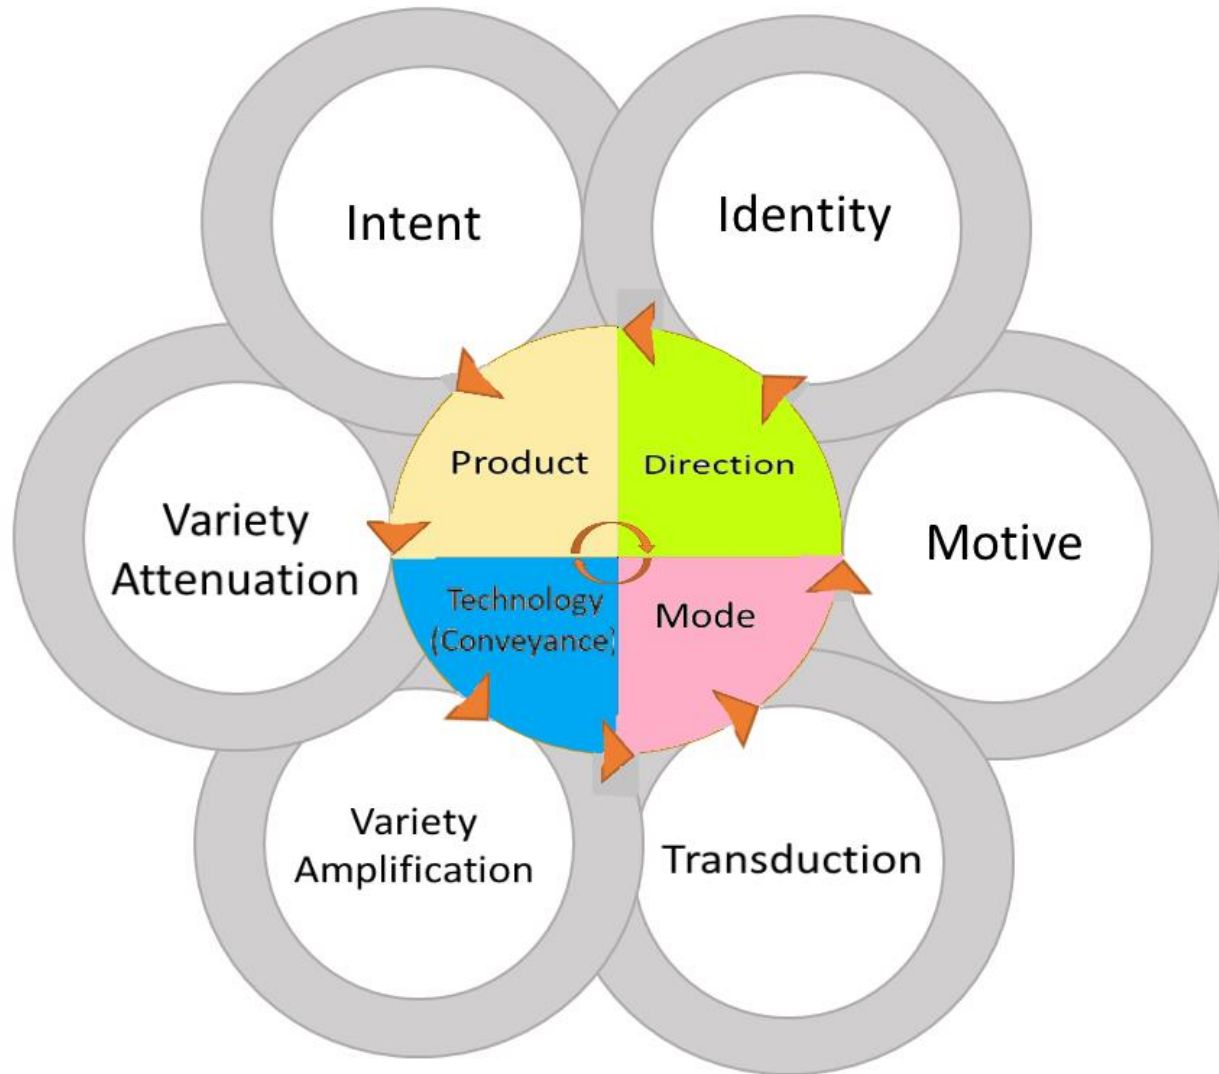 Intent
Identity
Product
Direction
Variety
Attenuation
Motive
Technology
(Conveyance)
Mode
Variety
Amplification
Transduction